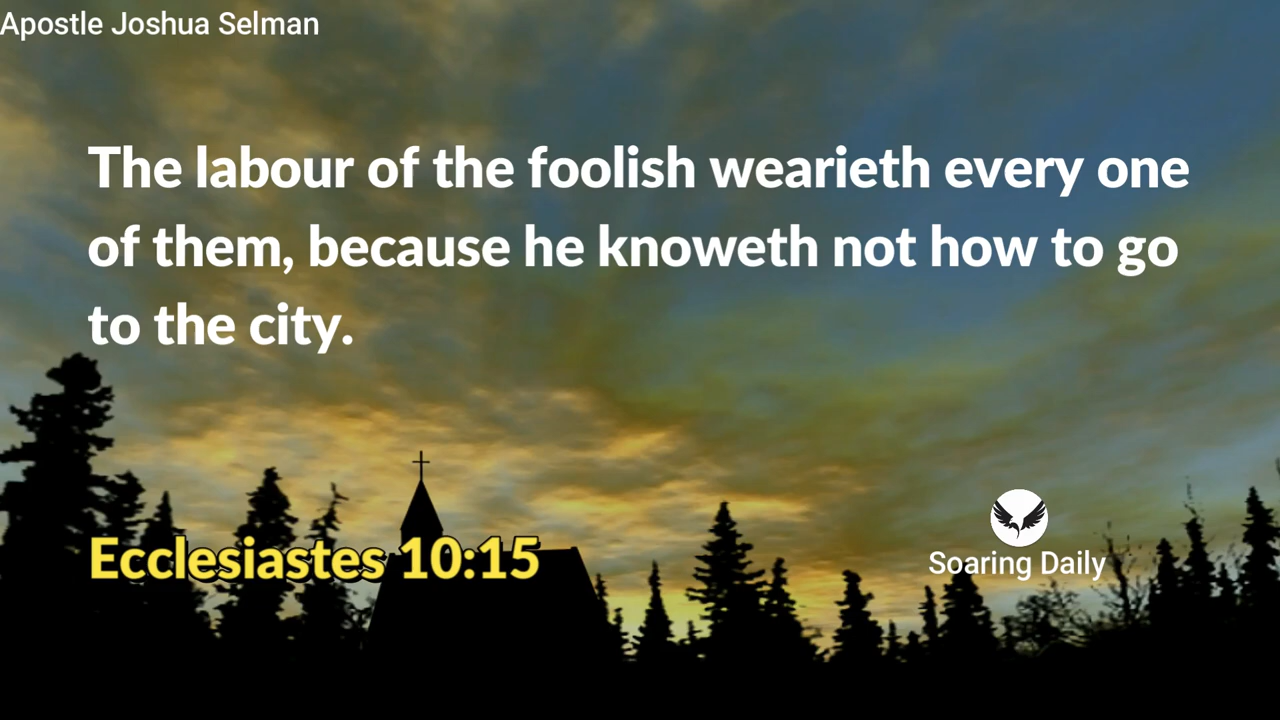 Apostle Joshua Selman
The labour of the foolish wearieth every one
of them, because he knoweth not how to go
to the city.
Ecclesiastes 10:15
Soaring Daily